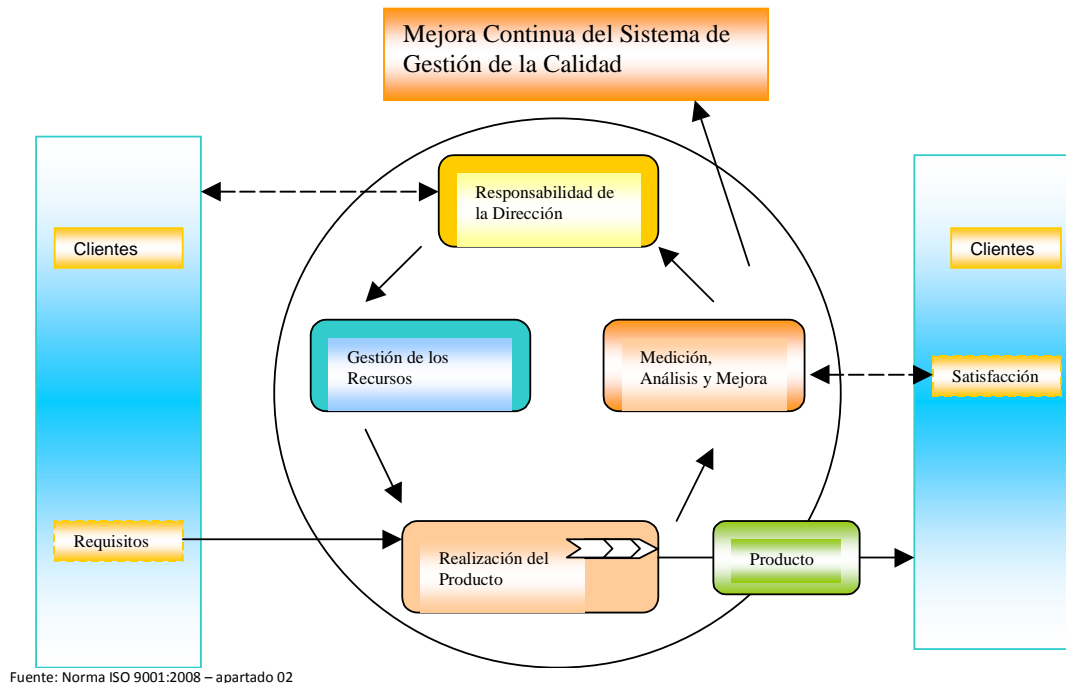 Mejora Continua del Sistema de
Gestión de la Calidad
Responsabilidad de
la Dirección
Clientes
Clientes
Gestión de los
Recursos
Medición,
Análisis y Mejora
Satisfacción
Requisitos
Realización del
Producto
Producto
Fuente: Norma ISO 9001:2008 – apartado 02